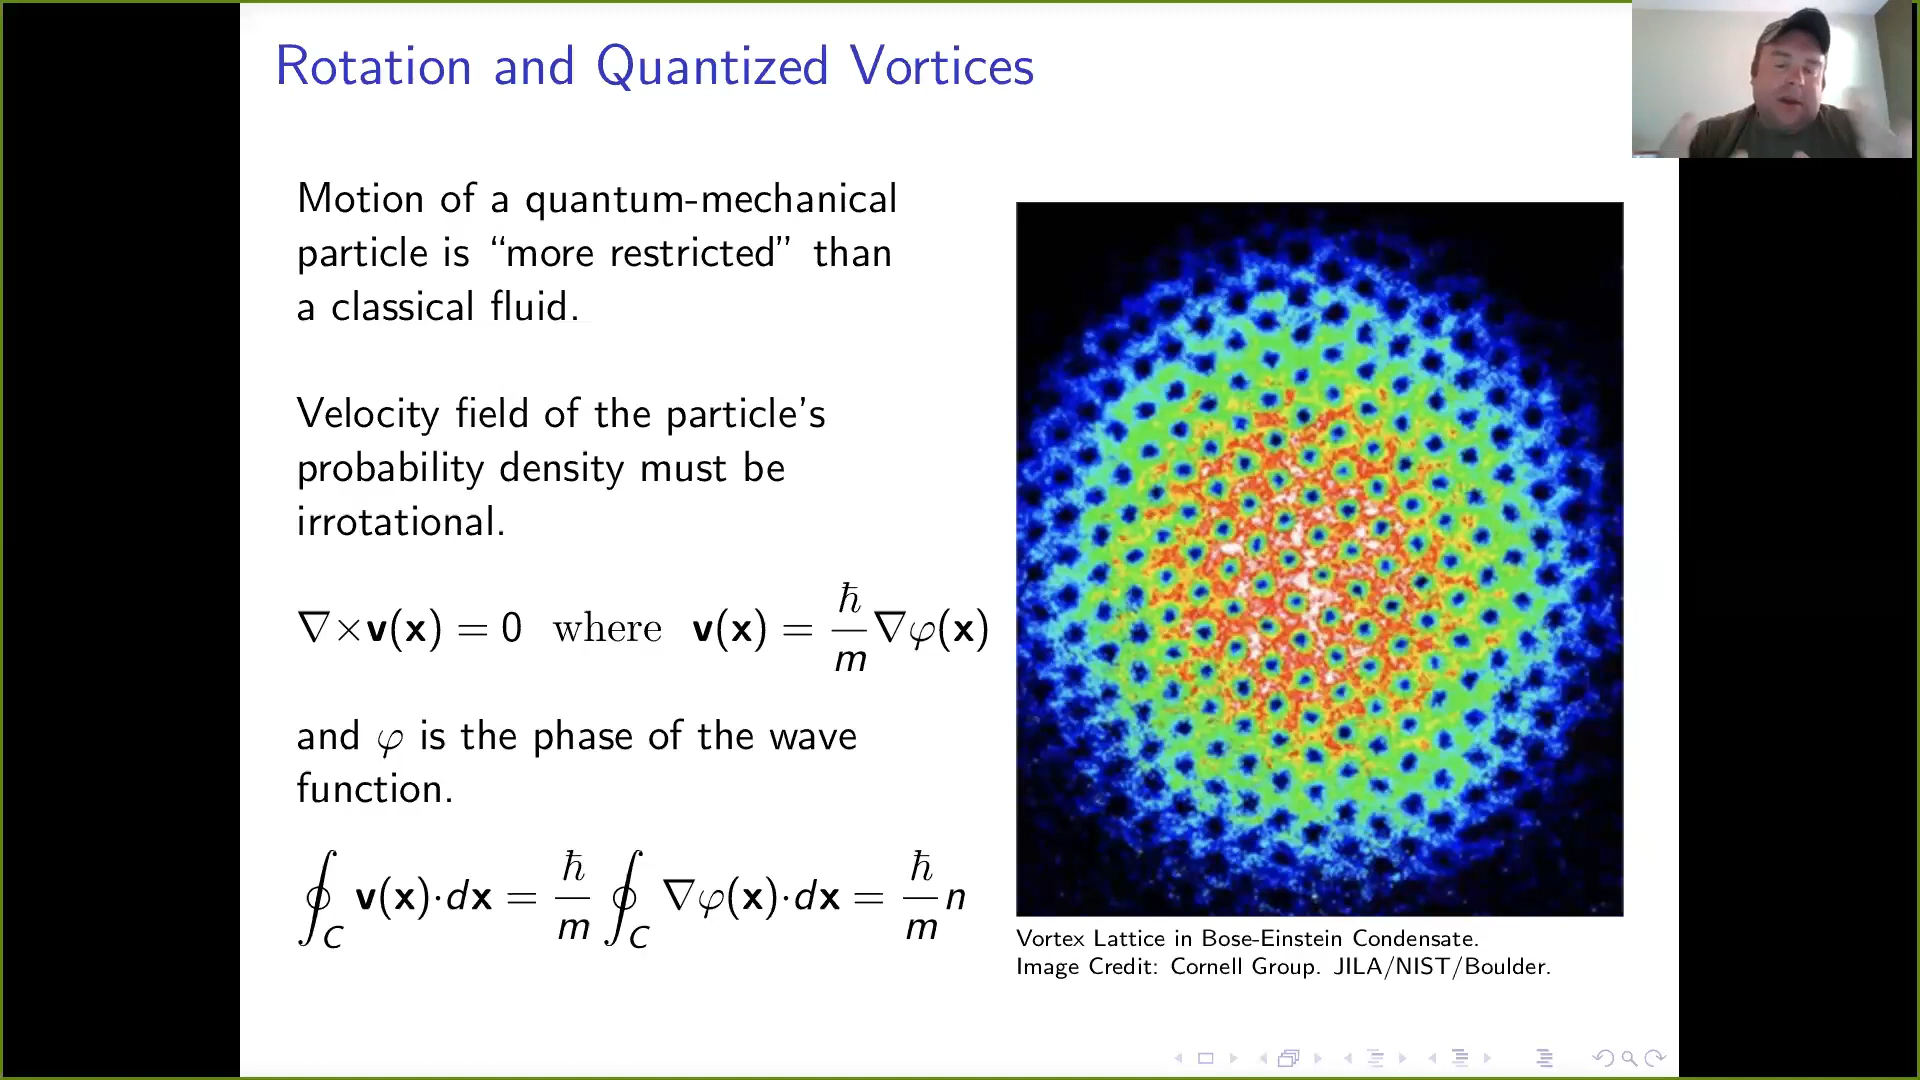 Rotation and Quantized Vortices
Motion of a quantum-mechanical
particle is “more restricted” than
a classical fluid.
Velocity field of the particle’s
probability density must be
irrotational.
∇×v(x) = 0 where v(x) = ħ/m ∇φ(x)
and φ is the phase of the wave
function.
∮_C v(x)·dx = ħ/m ∮_C ∇φ(x)·dx = ħ/m n
Vortex Lattice in Bose-Einstein Condensate.
Image Credit: Cornell Group. JILA/NIST/Boulder.